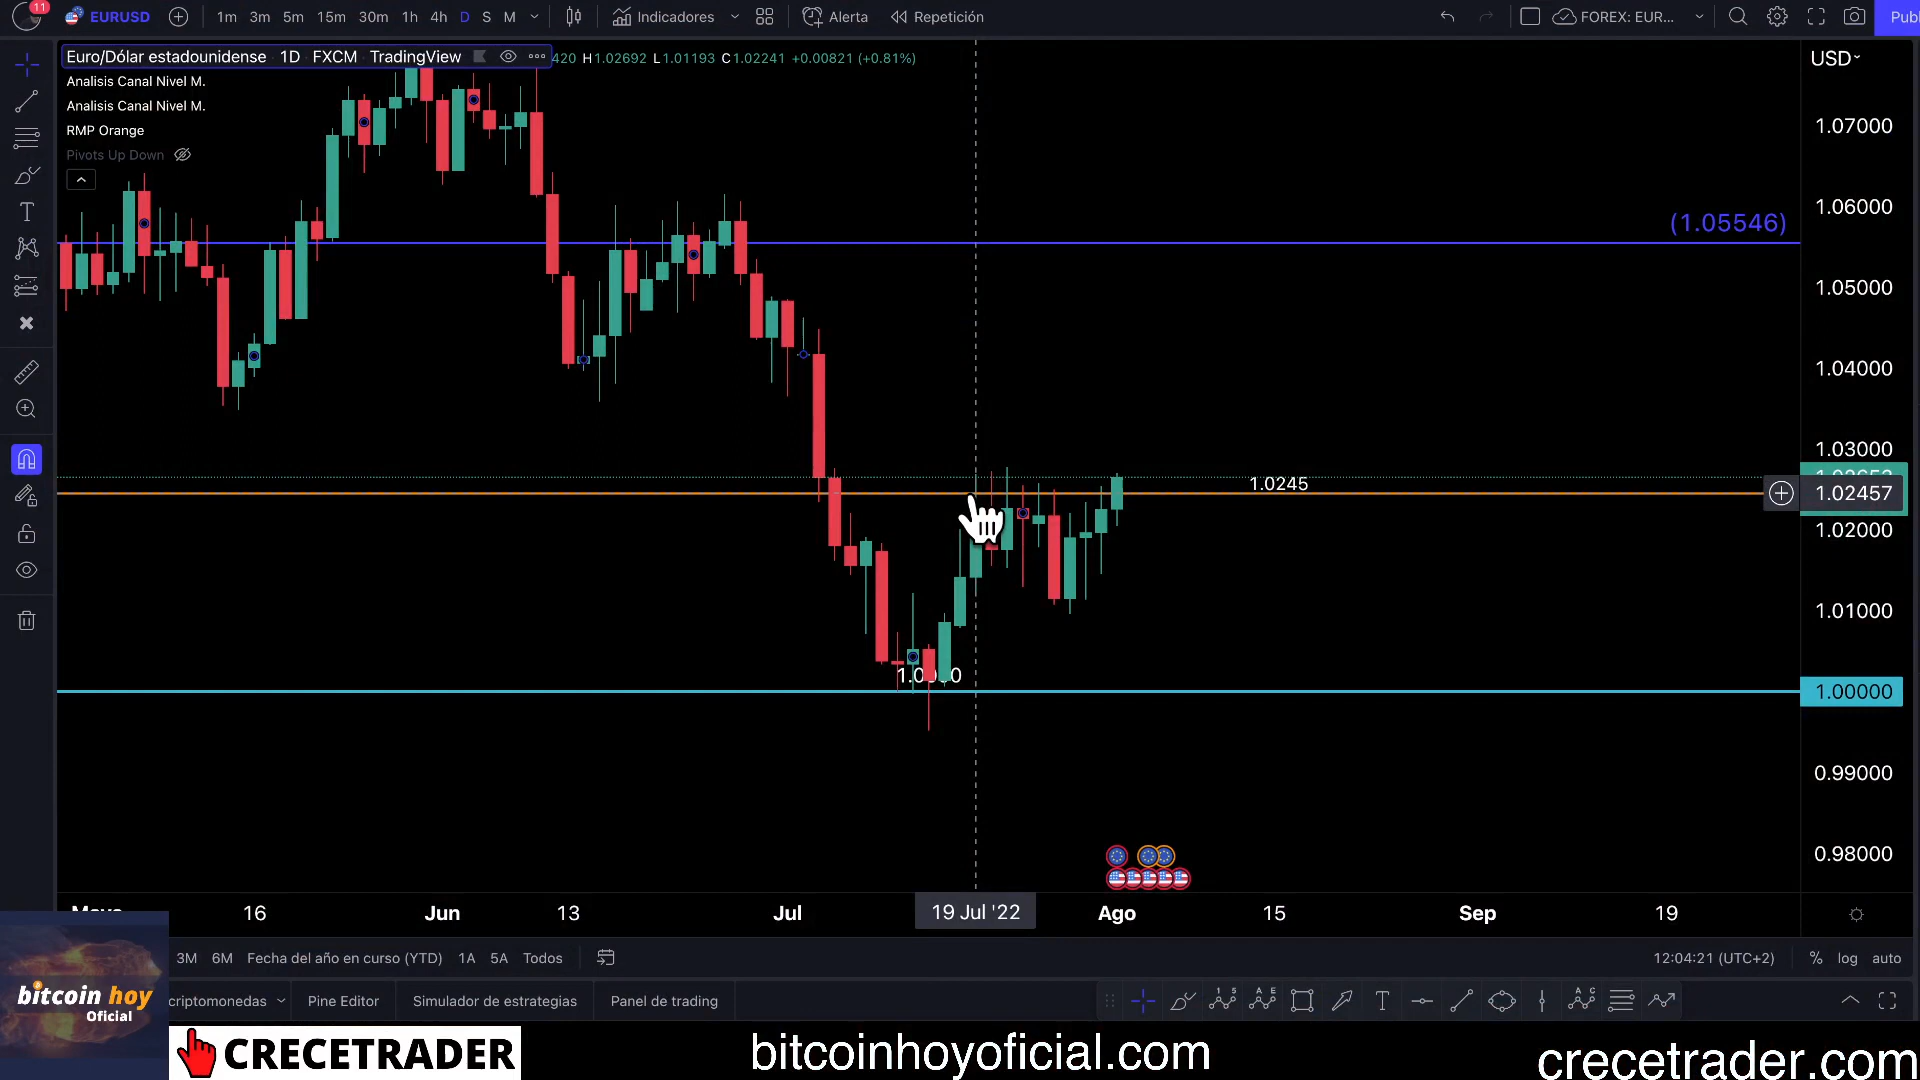 11
EURUSD
1m 3m 5m 15m 30m 1h 4h D S M
Indicadores
Alerta
Repetición
FOREX: EUR...
Publ
Euro/Dólar estadounidense 1D FXCM TradingView
420 H1.02692 L1.01193 C1.02241 +0.00821 (+0.81%)
USD
Analisis Canal Nivel M.
Analisis Canal Nivel M.
RMP Orange
Pivots Up Down
1.07000
1.06000
(1.05546)
1.05000
1.04000
1.03000
1.0245
1.02457
1.02000
1.01000
1.00000
0.99000
0.98000
16 Jun 13 Jul 19 Jul '22 Ago 15 Sep 19
3M 6M Fecha del año en curso (YTD) 1A 5A Todos
12:04:21 (UTC+2) % log auto
criptomonedas Pine Editor Simulador de estrategias Panel de trading
bitcoin hoy
Oficial
CRECETRADER
bitcoinhoyoficial.com
crecetrader.com